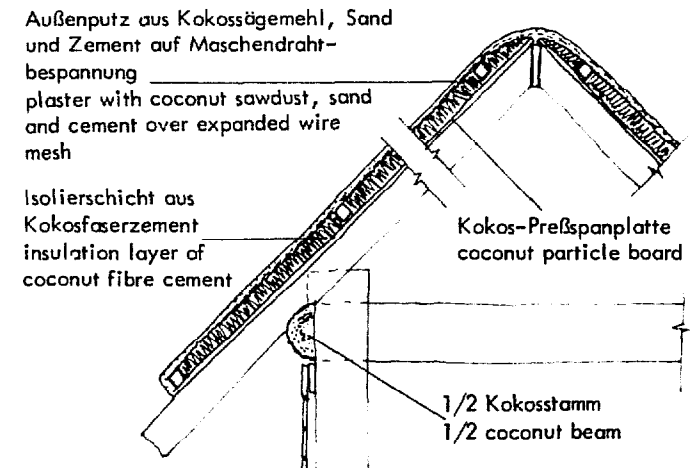 Außenputz aus Kokossägemehl, Sand
und Zement auf Maschendraht-
bespannung
plaster with coconut sawdust, sand
and cement over expanded wire
mesh
Isolierschicht aus
Kokosfaserzement
insulation layer of
coconut fibre cement
Kokos-Preßspanplatte
coconut particle board
1/2 Kokosstamm
1/2 coconut beam